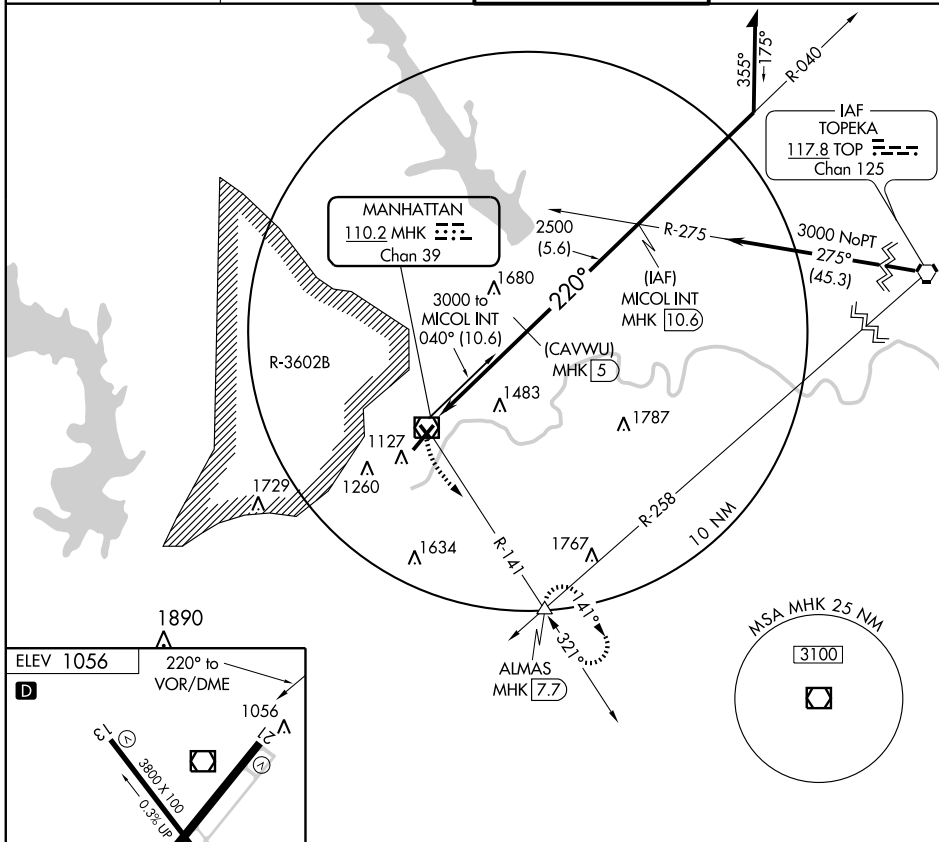 355°
←175°
R-040
IAF
TOPEKA
117.8 TOP
Chan 125
MANHATTAN
110.2 MHK
Chan 39
2500
(5.6)
R-275
3000 NoPT
275°
(45.3)
1680
220°
(IAF)
MICOL INT
MHK 10.6
3000 to
MICOL INT
040° (10.6)
(CAVWU)
MHK 5
R-3602B
1483
1787
1127
1260
1729
R-258
10 NM
1634
R-141
1767
141°
321°
ALMAS
MHK 7.7
MSA MHK 25 NM
3100
1890
ELEV 1056
D
220° to
VOR/DME
1056
13
V
21
V
3800 X 100
0.3% UP